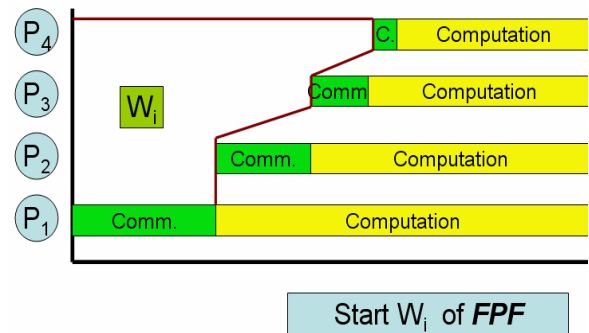 P4 C. Computation
P3 Comm Computation
Wi
P2 Comm. Computation
P1 Comm. Computation
Start Wi of FPF